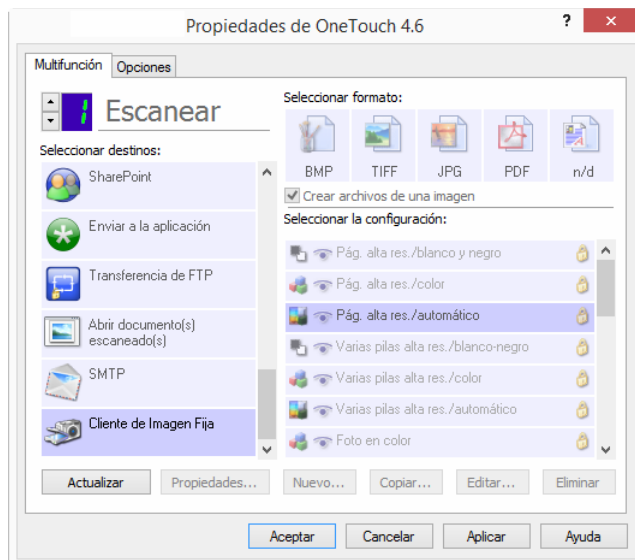 Propiedades de OneTouch 4.6
?
×
Multifunción
Opciones
1
Escanear
Seleccionar destinos:
SharePoint
Enviar a la aplicación
Transferencia de FTP
Abrir documento(s)
escaneado(s)
SMTP
Cliente de Imagen Fija
Seleccionar formato:
BMP
TIFF
JPG
PDF
n/d
Crear archivos de una imagen
Seleccionar la configuración:
Pág. alta res./blanco y negro
Pág. alta res./color
Pág. alta res./automático
Varias pilas alta res./blanco-negro
Varias pilas alta res./color
Varias pilas alta res./automático
Foto en color
Actualizar
Propiedades...
Nuevo...
Copiar...
Editar...
Eliminar
Aceptar
Cancelar
Aplicar
Ayuda